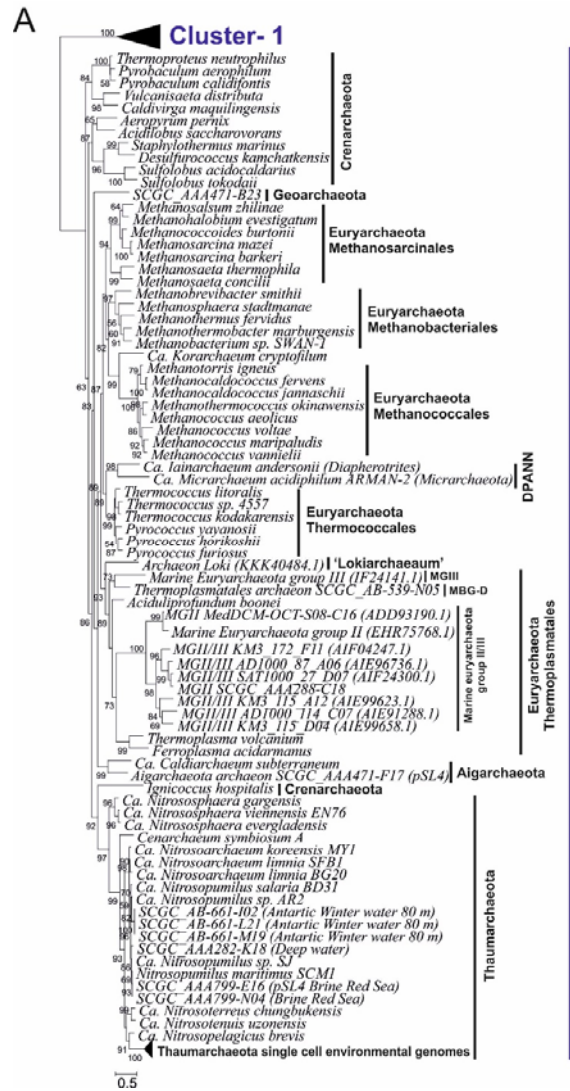 A
100
Cluster- 1
Thermoproteus neutrophilus
Pyrobaculum aerophilum
Pyrobaculum calidifontis
Vulcanisaeta distributa
Caldivirga maquilingensis
Aeropyrum pernix
Acidilobus saccharovorans
Staphylothermus marinus
Desulfurococcus kamchatkensis
Sulfolobus acidocaldarius
Sulfolobus tokodaii
Crenarchaeota
SCGC_AAA471-B23
Geoarchaeota
Methanosalsum zhilinae
Methanohalobium evestigatum
Methanococcoides burtonii
Methanosarcina mazei
Methanosarcina barkeri
Methanosaeta thermophila
Methanosaeta concilii
Euryarchaeota
Methanosarcinales
Methanobrevibacter smithii
Methanosphaera stadtmanae
Methanothermus fervidus
Methanothermobacter marburgensis
Methanobacterium sp. SWAN-1
Euryarchaeota
Methanobacteriales
Ca. Korarchaeum cryptofilum
Methanotorris igneus
Methanocaldococcus fervens
Methanocaldococcus jannaschii
Methanothermococcus okinawensis
Methanococcus aeolicus
Methanococcus voltae
Methanococcus maripaludis
Methanococcus vannielii
Euryarchaeota
Methanococcales
Ca. Iainarchaeum andersonii (Diapherotrites)
Ca. Micrarchaeum acidiphilum ARMAN-2 (Micrarchaeota)
DPANN
Thermococcus litoralis
Thermococcus sp. 4557
Thermococcus kodakarensis
Pyrococcus yayanosii
Pyrococcus horikoshii
Pyrococcus furiosus
Euryarchaeota
Thermococcales
Archaeon Loki (KKK40484.1)
'Lokiarchaeaum'
Marine Euryarchaeota group III (IF24141.1)
MGIII
Thermoplasmatales archaeon SCGC_AB-539-N05
MBG-D
Aciduliprofundum boonei
MGII MedDCM-OCT-S08-C16 (ADD93190.1)
Marine Euryarchaeota group II (EHR75768.1)
MGII/III KM3_172_F11 (AIF04247.1)
MGII/III AD1000_87_A06 (AIE96736.1)
MGII/III SAT1000_27_D07 (AIF24300.1)
MGII SCGC_AAA288-C18
MGII/III KM3_115_A12 (AIE99623.1)
MGII/III AD1000_114_C07 (AIE91288.1)
MGII/III KM3_115_D04 (AIE99658.1)
Marine euryarchaeota
group II/III
Thermoplasma volcanium
Ferroplasma acidarmanus
Euryarchaeota
Thermoplasmatales
Ca. Caldiarchaeum subterraneum
Aigarchaeota archaeon SCGC_AAA471-F17 (pSL4)
Aigarchaeota
Ignicoccus hospitalis
Crenarchaeota
Ca. Nitrososphaera gargensis
Ca. Nitrososphaera viennensis EN76
Ca. Nitrososphaera evergladensis
Cenarchaeum symbiosum A
Ca. Nitrosoarchaeum koreensis MY1
Ca. Nitrosoarchaeum limnia SFB1
Ca. Nitrosoarchaeum limnia BG20
Ca. Nitrosopumilus salaria BD31
Ca. Nitrosopumilus sp. AR2
SCGC_AB-661-I02 (Antartic Winter water 80 m)
SCGC_AB-661-L21 (Antartic Winter water 80 m)
SCGC_AB-661-M19 (Antartic Winter water 80 m)
SCGC_AAA282-K18 (Deep water)
Ca. Nitrosopumilus sp. SJ
Nitrosopumilus maritimus SCM1
SCGC_AAA799-E16 (pSL4 Brine Red Sea)
SCGC_AAA799-N04 (Brine Red Sea)
Ca. Nitrosoterreus chungbukensis
Ca. Nitrosotenuis uzonensis
Ca. Nitrosopelagicus brevis
Thaumarchaeota single cell environmental genomes
Thaumarchaeota
0.5